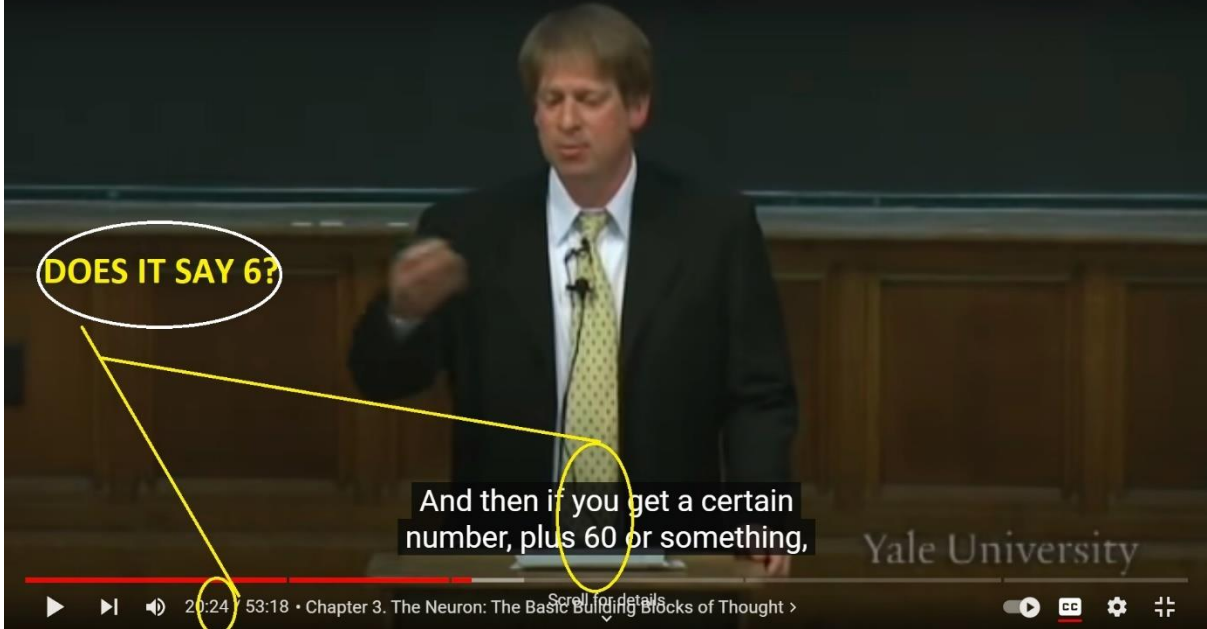 DOES IT SAY 6?
And then if you get a certain
number, plus 60 or something,
Yale University
20:24 / 53:18 • Chapter 3. The Neuron: The Basic Building Blocks of Thought >
Scroll for details
CC